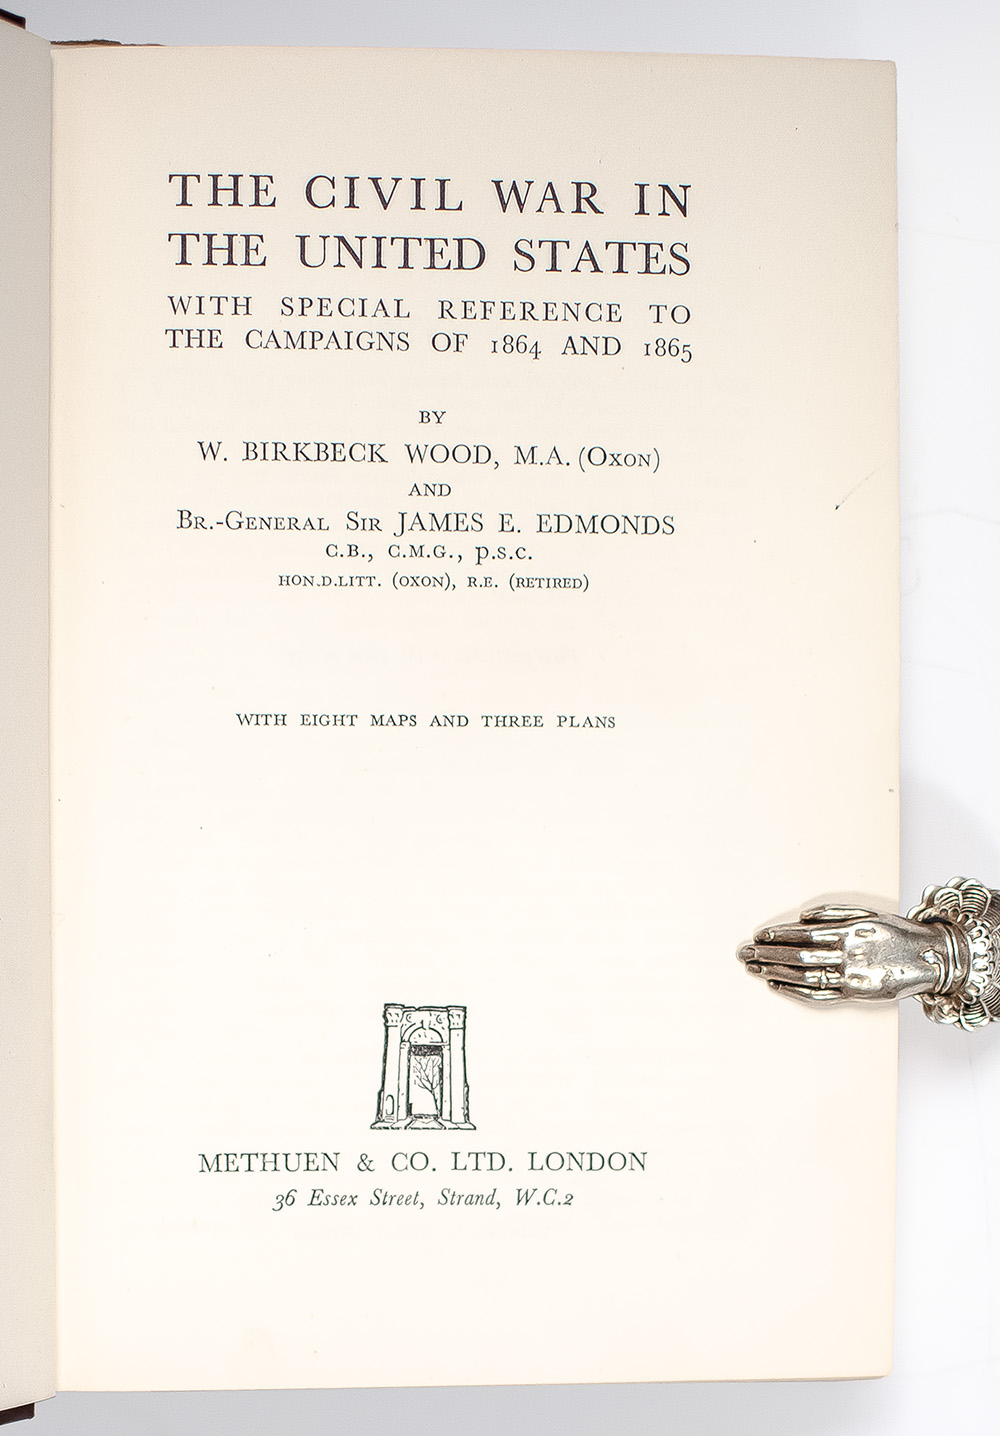 THE CIVIL WAR IN
THE UNITED STATES
WITH SPECIAL REFERENCE TO
THE CAMPAIGNS OF 1864 AND 1865
BY
W. BIRKBECK WOOD, M.A. (OXON)
AND
BR.-GENERAL SIR JAMES E. EDMONDS
C.B., C.M.G., p.s.c.
HON.D.LITT. (OXON), R.E. (RETIRED)
WITH EIGHT MAPS AND THREE PLANS
METHUEN & CO. LTD. LONDON
36 Essex Street, Strand, W.C.2